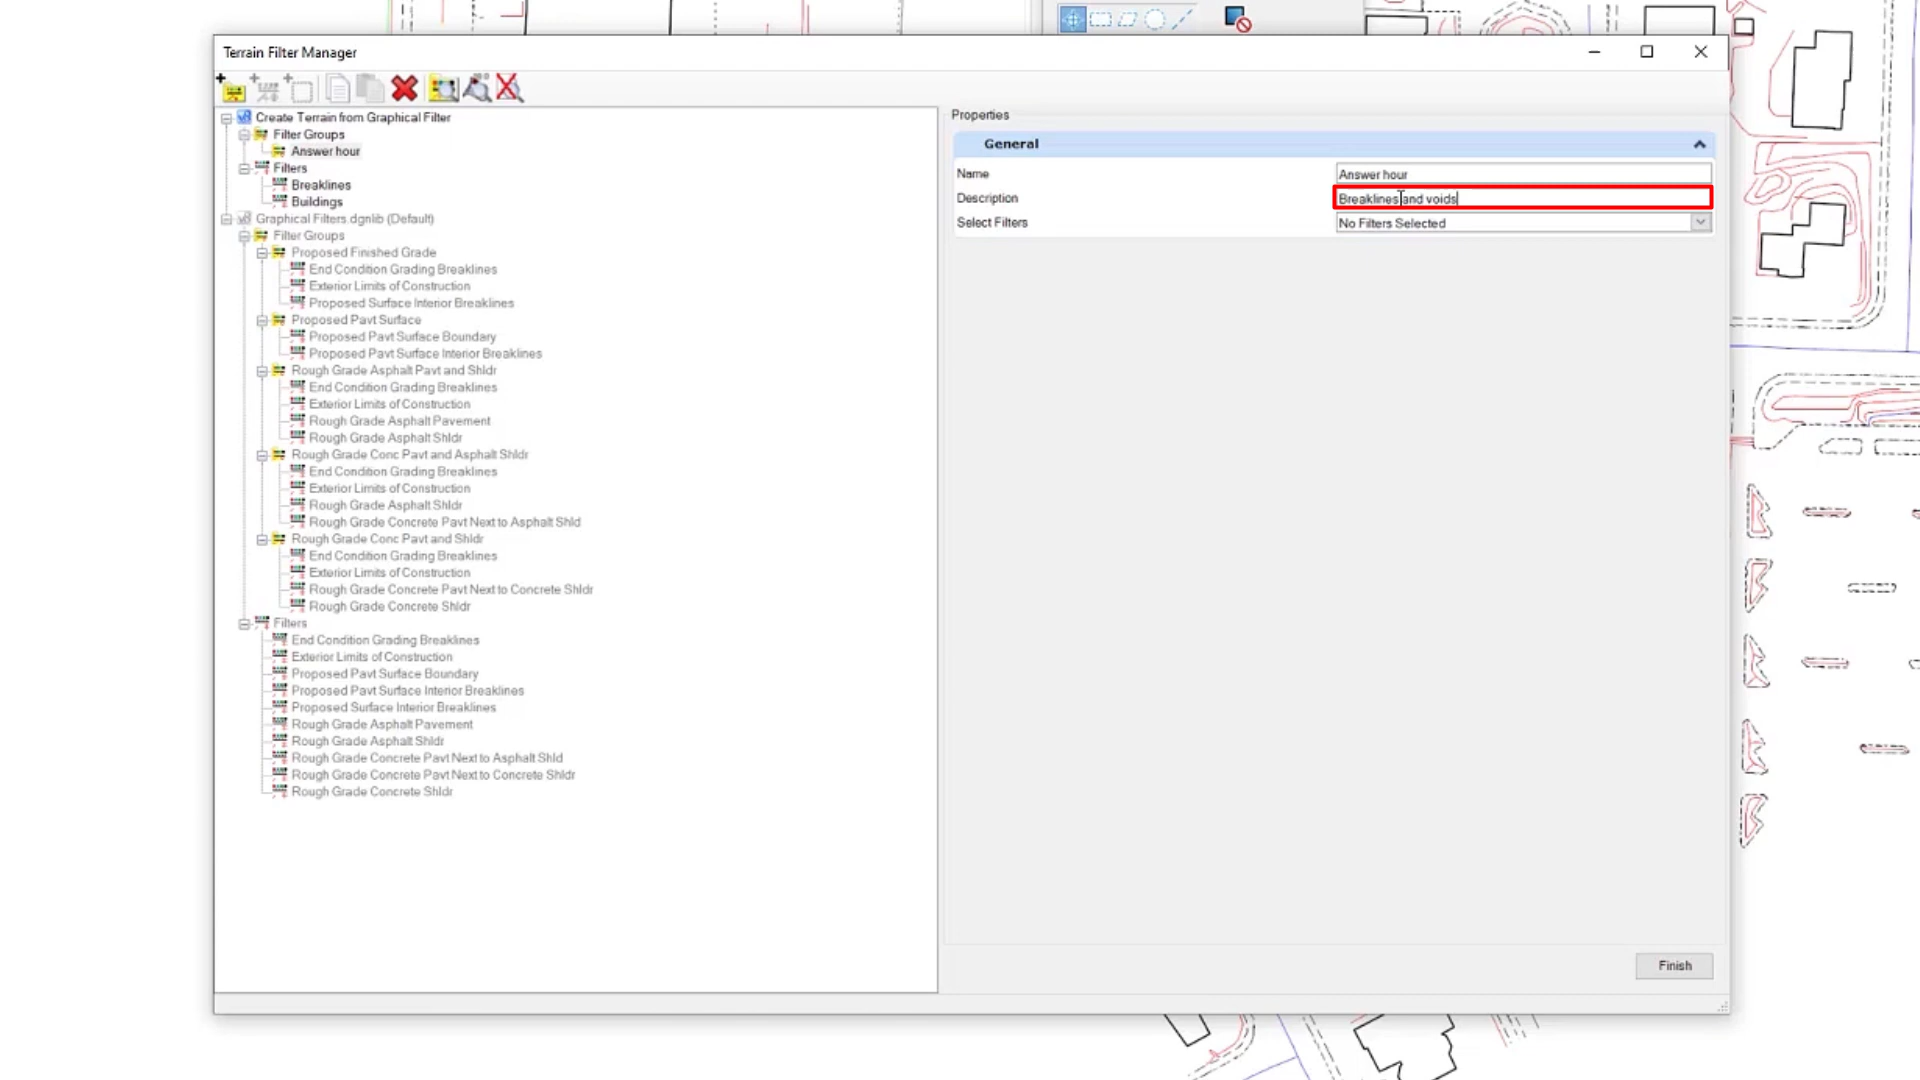 Terrain Filter Manager
Create Terrain from Graphical Filter
Filter Groups
Answer hour
Filters
Breaklines
Buildings
Graphical Filters.dgnlib (Default)
Filter Groups
Proposed Finished Grade
End Condition Grading Breaklines
Exterior Limits of Construction
Proposed Surface Interior Breaklines
Proposed Pavt Surface
Proposed Pavt Surface Boundary
Proposed Pavt Surface Interior Breaklines
Rough Grade Asphalt Pavt and Shldr
End Condition Grading Breaklines
Exterior Limits of Construction
Rough Grade Asphalt Pavement
Rough Grade Asphalt Shldr
Rough Grade Conc Pavt and Asphalt Shldr
End Condition Grading Breaklines
Exterior Limits of Construction
Rough Grade Asphalt Shldr
Rough Grade Concrete Pavt Next to Asphalt Shld
Rough Grade Conc Pavt and Shldr
End Condition Grading Breaklines
Exterior Limits of Construction
Rough Grade Concrete Pavt Next to Concrete Shldr
Rough Grade Concrete Shldr
Filters
End Condition Grading Breaklines
Exterior Limits of Construction
Proposed Pavt Surface Boundary
Proposed Pavt Surface Interior Breaklines
Proposed Surface Interior Breaklines
Rough Grade Asphalt Pavement
Rough Grade Asphalt Shldr
Rough Grade Concrete Pavt Next to Asphalt Shld
Rough Grade Concrete Pavt Next to Concrete Shldr
Rough Grade Concrete Shldr
Properties
General
Name Answer hour
Description Breaklines and voids
Select Filters No Filters Selected
Finish